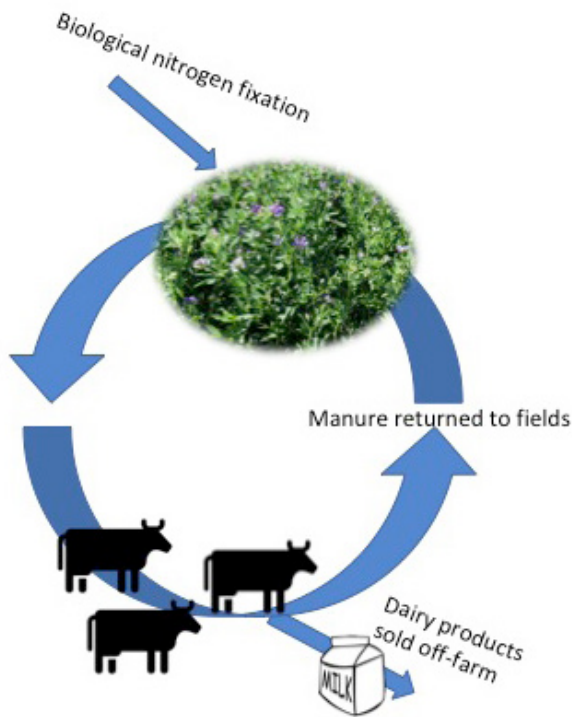 Biological nitrogen fixation
Manure returned to fields
Dairy products
sold off-farm
MILK